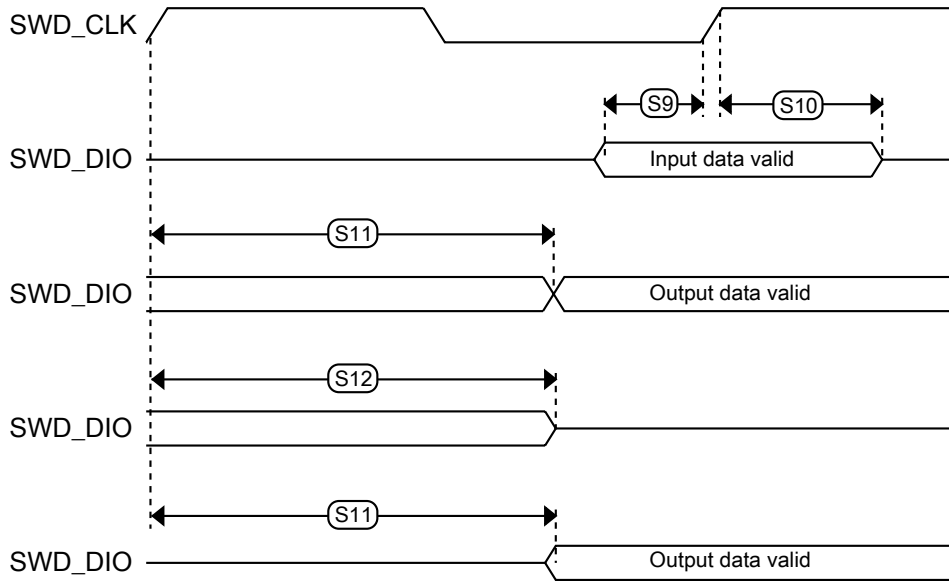 SWD_CLK
S9
S10
SWD_DIO
Input data valid
S11
SWD_DIO
Output data valid
S12
SWD_DIO
S11
SWD_DIO
Output data valid